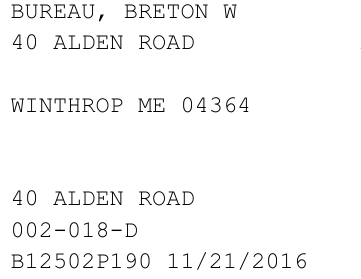 BUREAU, BRETON W
40 ALDEN ROAD
WINTHROP ME 04364
40 ALDEN ROAD
002-018-D
B12502P190 11/21/2016